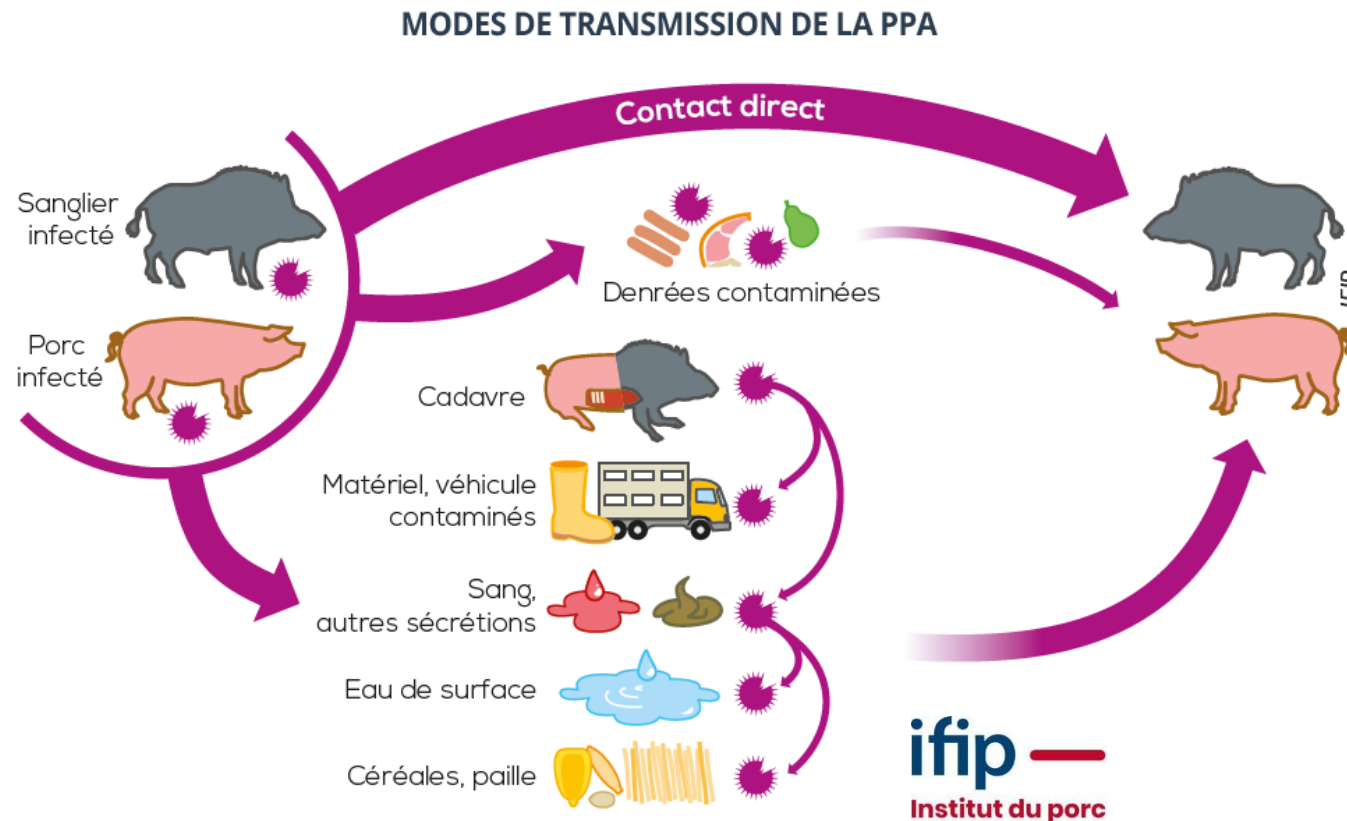 MODES DE TRANSMISSION DE LA PPA
Contact direct
Sanglier
infecté
Denrées contaminées
IFIP
Porc
infecté
Cadavre
Matériel, véhicule
contaminés
Sang,
autres sécrétions
Eau de surface
Céréales, paille
ifip
Institut du porc